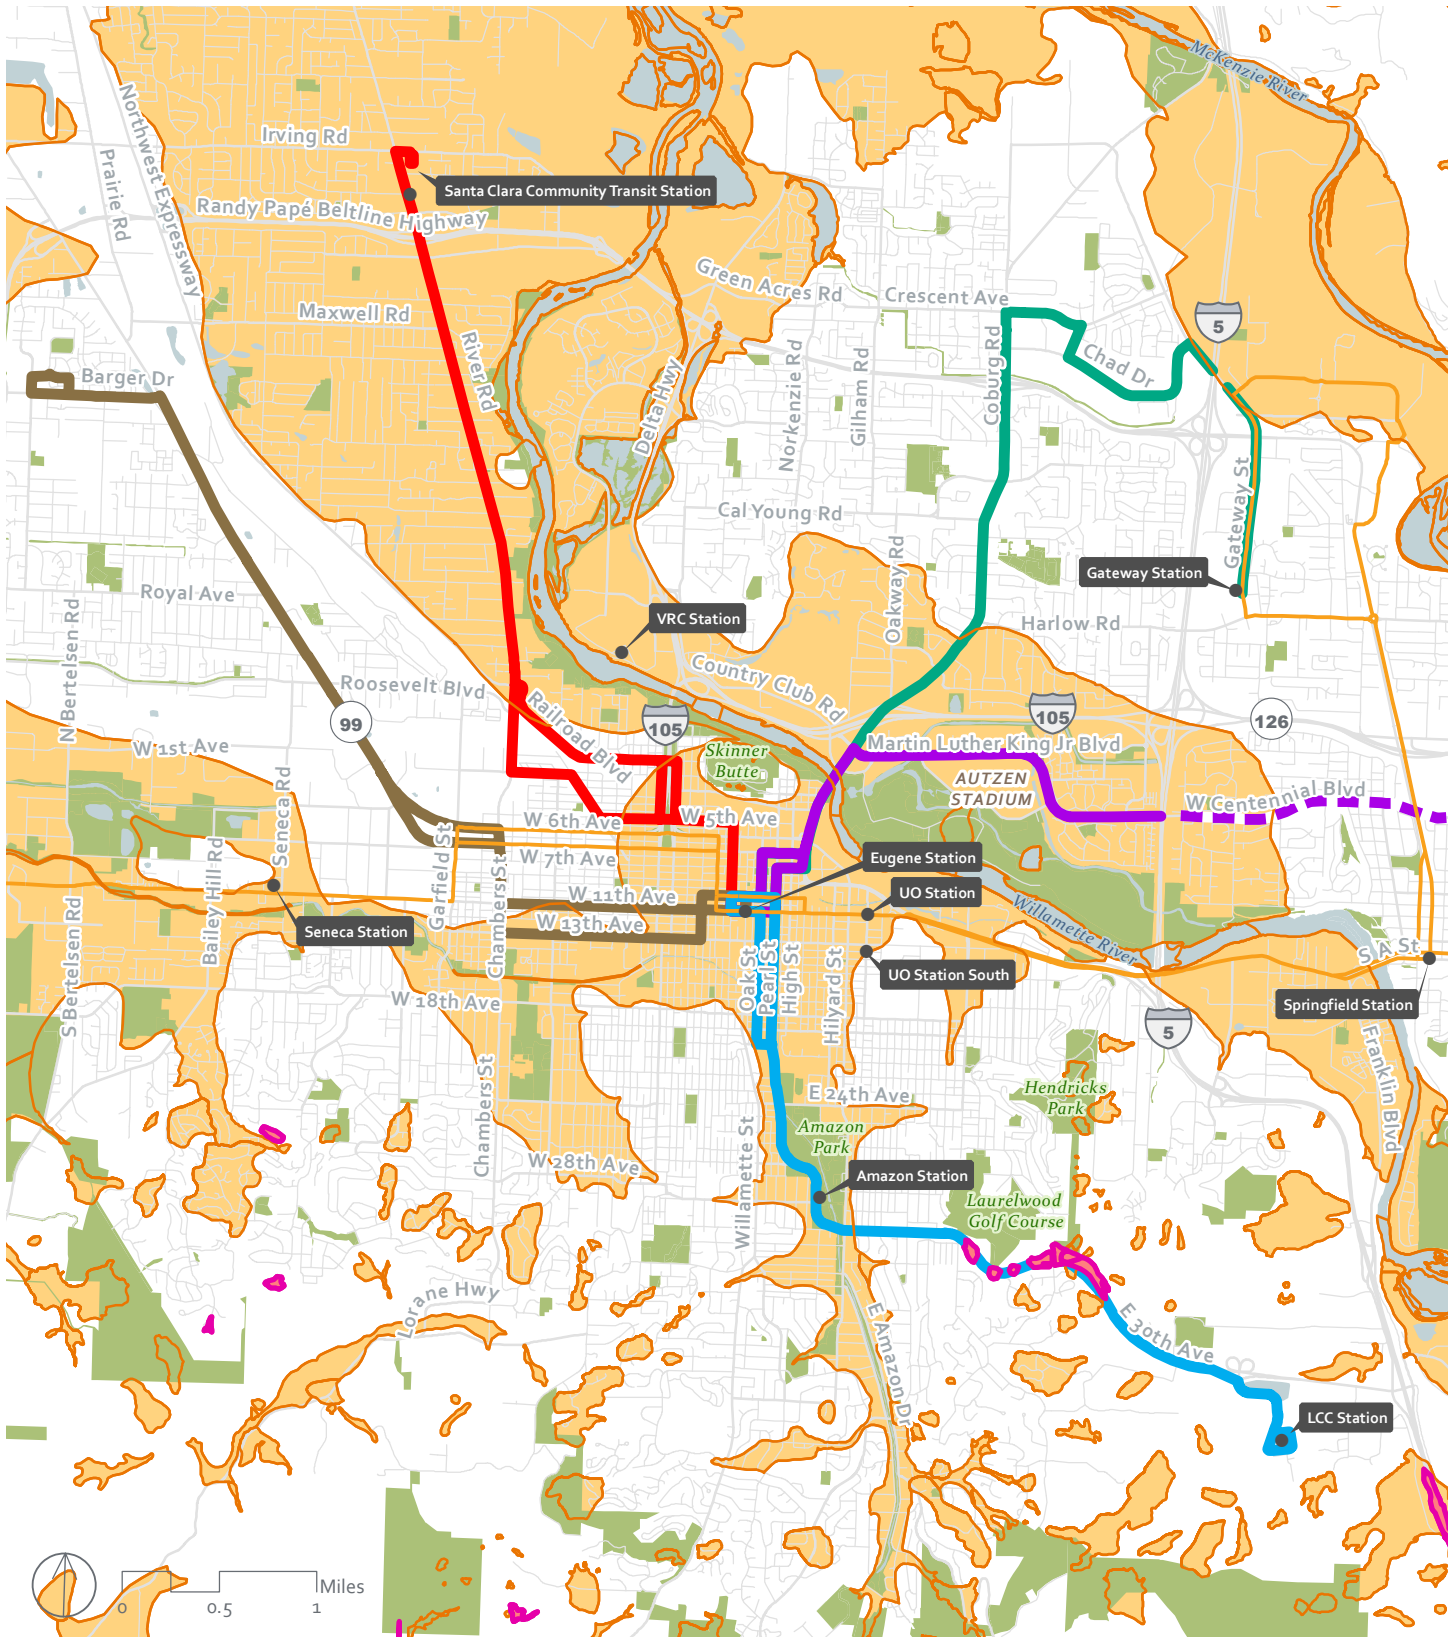 McKenzie River
Northwest Expressway
Irving Rd
Prairie Rd
Santa Clara Community Transit Station
Randy Papé Beltline Highway
Green Acres Rd
Crescent Ave
Maxwell Rd
5
River Rd
Coburg Rd
Norkenzie Rd
Gilham Rd
Chad Dr
Delta Hwy
Barger Dr
Gateway St
Cal Young Rd
Oakway Rd
Gateway Station
Royal Ave
N Bertelsen Rd
VRC Station
Harlow Rd
Country Club Rd
Roosevelt Blvd
Railroad Blvd
99
105
105
126
W 1st Ave
Skinner
Butte
Martin Luther King Jr Blvd
Seneca Rd
AUTZEN
STADIUM
W Centennial Blvd
W 6th Ave
W 5th Ave
Garfield St
Bailey Hill Rd
W 7th Ave
Eugene Station
Chambers St
W 11th Ave
UO Station
S Bertelsen Rd
Seneca Station
W 13th Ave
Willamette River
Oak St
Pearl St
High St
Hilyard St
S A St
UO Station South
W 18th Ave
Springfield Station
5
Franklin Blvd
Chambers St
E 24th Ave
Hendricks
Park
Amazon
Park
Willamette St
W 28th Ave
Amazon Station
Laurelwood
Golf Course
Lorane Hwy
E Amazon Dr
E 30th Ave
LCC Station
Miles
0
0.5
1